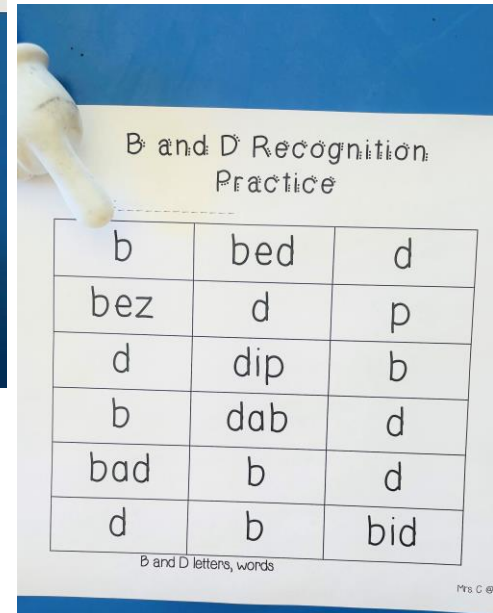 B and D Recognition
Practice
b bed d
bez d p
d dip b
b dab d
bad b d
d b bid
B and D letters, words
Mrs. C @